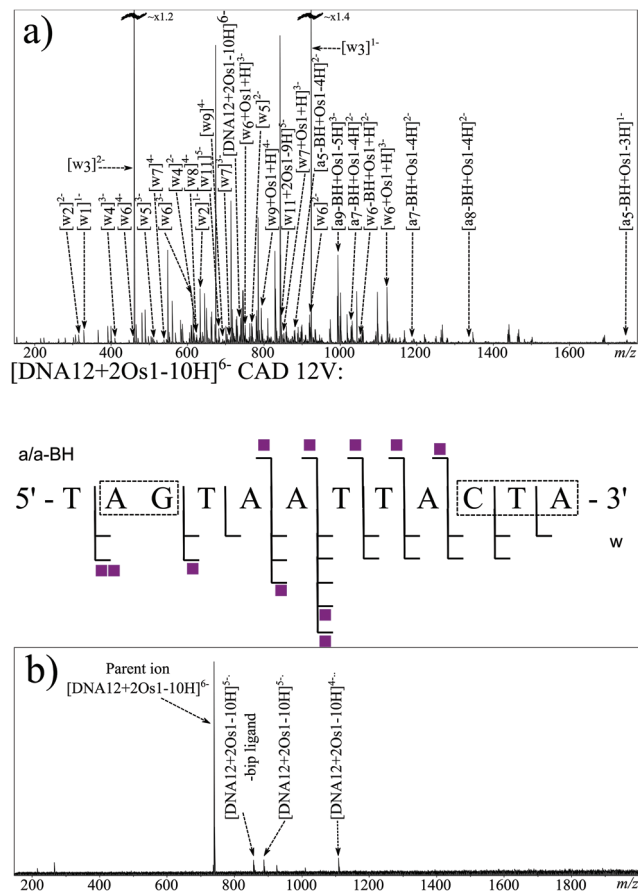 a)
~x1.2
~x1.4
[w3]1-
[w3]2-
[w2]2-
[w1]1-
[w4]3-
[w6]4-
[w5]3-
[w7]4-
[w6]3-
[w4]2-
[w8]4-
[w11]5-
[w2]1-
[w9]4-
[w7]3-
[DNA12+2Os1-10H]6-
[w6+Os1+H]3-
[w5]2-
[w9+Os1+H]4-
[w11+2Os1-9H]5-
[w7+Os1+H]3-
[a5-BH+Os1-4H]2-
[w6]2-
[a9-BH+Os1-5H]3-
[a7-BH+Os1-4H]2-
[w6-BH+Os1+H]2-
[w6+Os1+H]3-
[a7-BH+Os1-4H]2-
[a8-BH+Os1-4H]2-
[a5-BH+Os1-3H]1-
200 400 600 800 1000 1200 1400 1600 m/z
[DNA12+2Os1-10H]6- CAD 12V:
a/a-BH
5' - T A G T A A T T A C T A - 3'
w
b)
Parent ion
[DNA12+2Os1-10H]6-
[DNA12+2Os1-10H]5-.
-bip ligand
[DNA12+2Os1-10H]5-.
[DNA12+2Os1-10H]4-..
200 400 600 800 1000 1200 1400 1600 1800 m/z